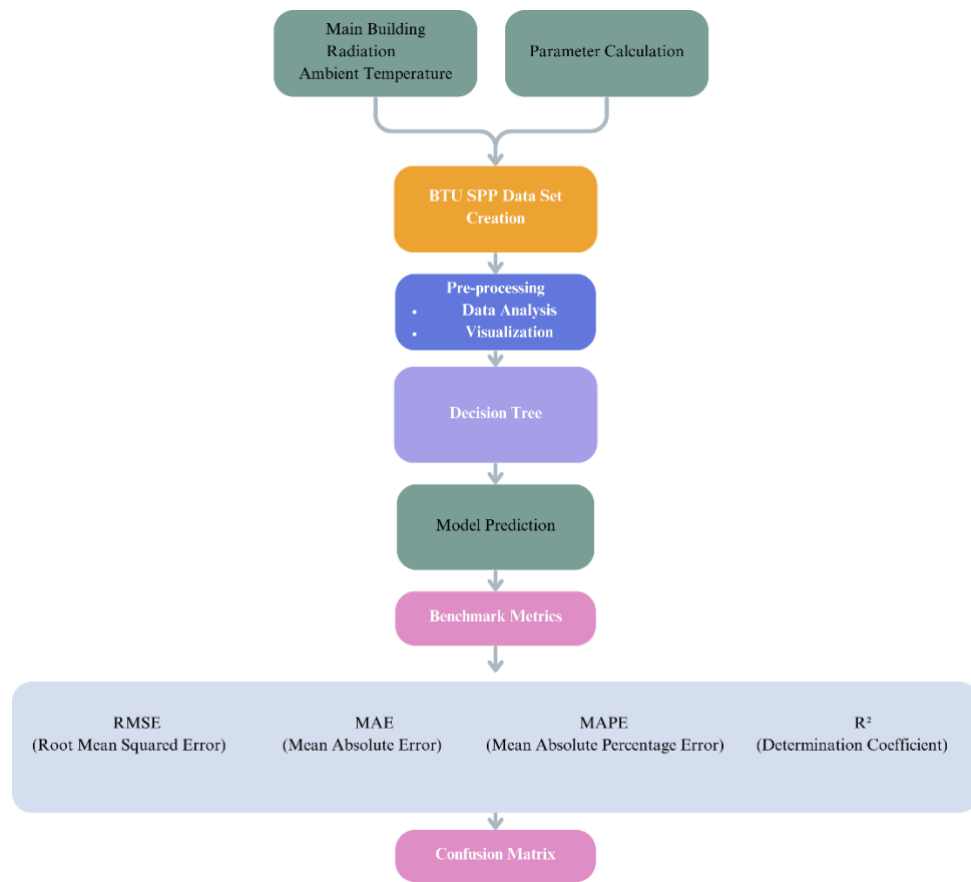 Main Building
Radiation
Ambient Temperature
Parameter Calculation
BTU SPP Data Set
Creation
Pre-processing
• Data Analysis
• Visualization
Decision Tree
Model Prediction
Benchmark Metrics
RMSE
(Root Mean Squared Error)
MAE
(Mean Absolute Error)
MAPE
(Mean Absolute Percentage Error)
R²
(Determination Coefficient)
Confusion Matrix